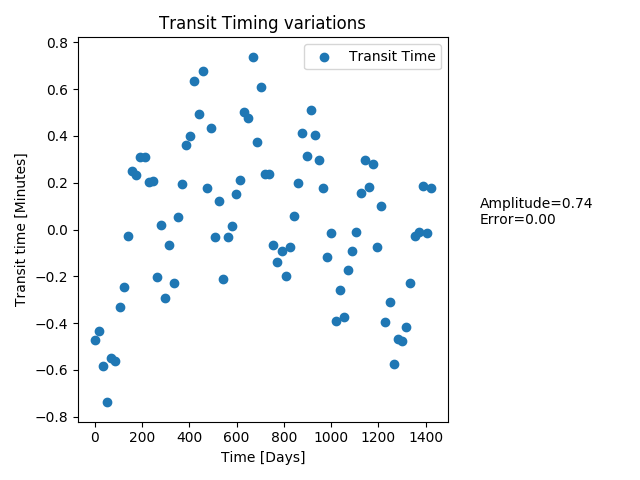 Transit Timing variations
Transit Time
0.8
0.6
0.4
0.2
0.0
−0.2
−0.4
−0.6
−0.8
Transit time [Minutes]
0 200 400 600 800 1000 1200 1400
Time [Days]
Amplitude=0.74
Error=0.00